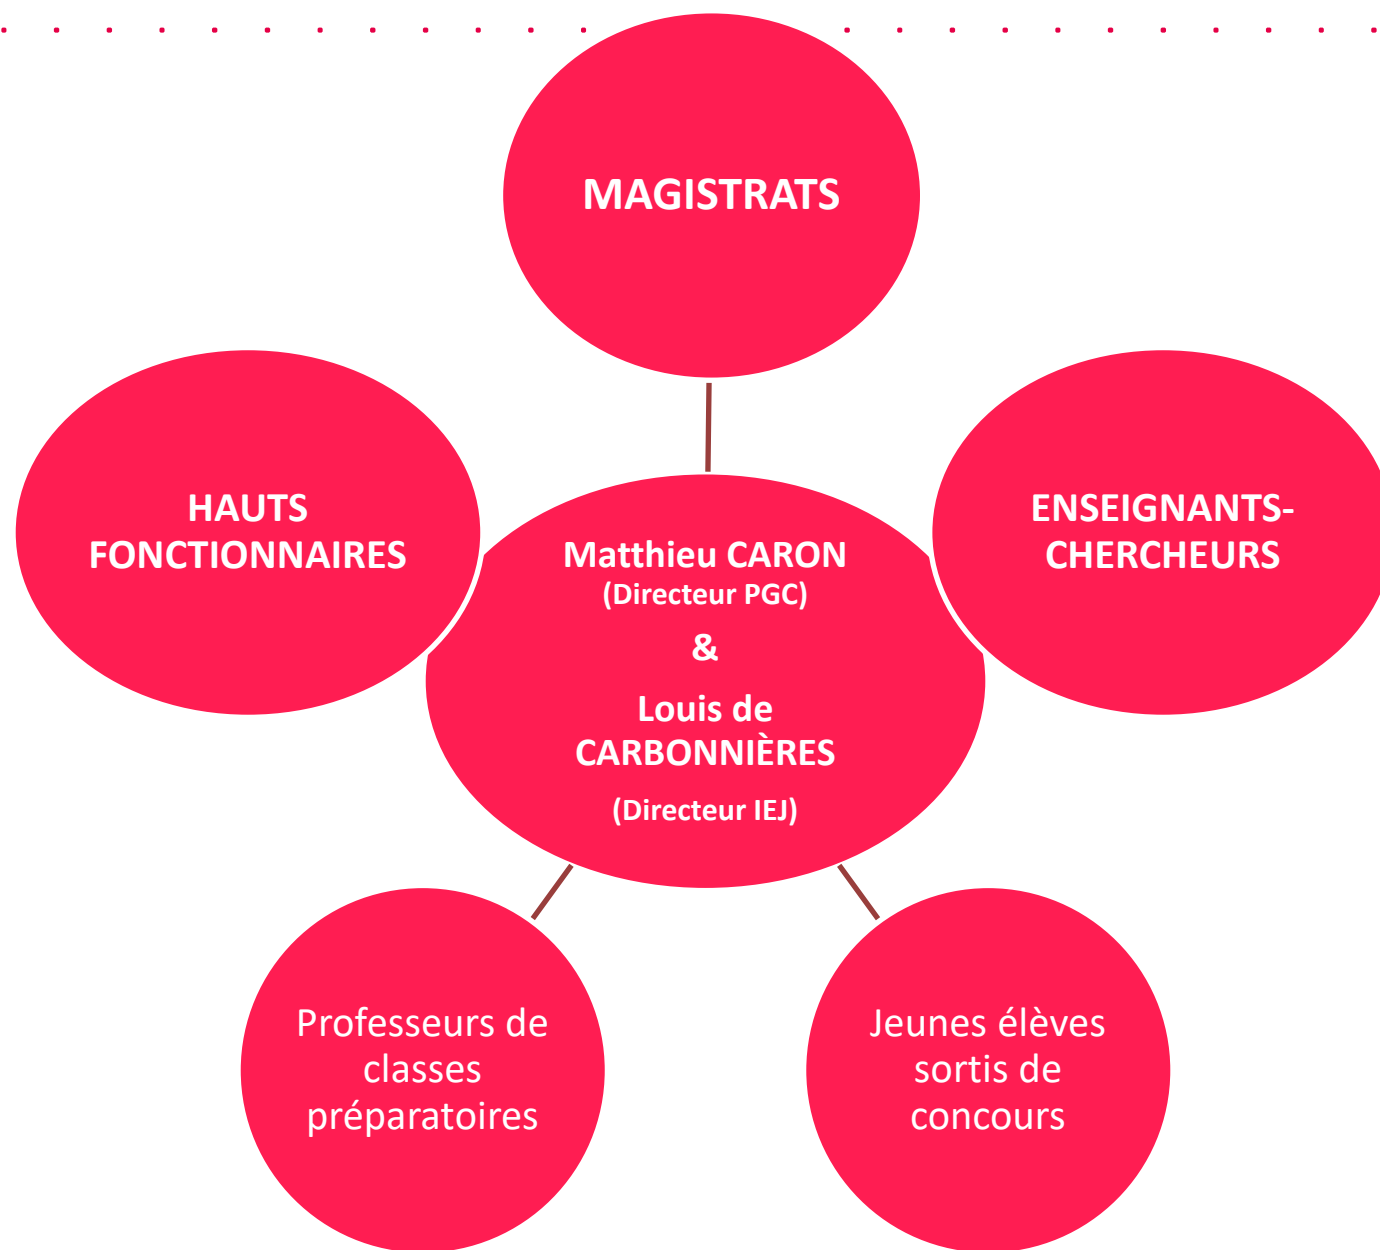 MAGISTRATS
HAUTS
FONCTIONNAIRES
ENSEIGNANTS-
CHERCHEURS
Matthieu CARON
(Directeur PGC)
&
Louis de
CARBONNIÈRES
(Directeur IEJ)
Professeurs de
classes
préparatoires
Jeunes élèves
sortis de
concours